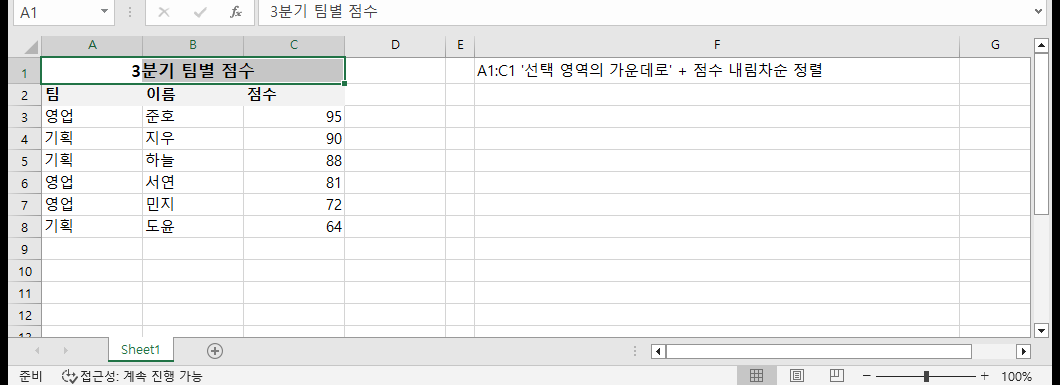 A1 fx 3분기 팀별 점수
A B C D E F G
1 3분기 팀별 점수 A1:C1 '선택 영역의 가운데로' + 점수 내림차순 정렬
2 팀 이름 점수
3 영업 준호 95
4 기획 지우 90
5 기획 하늘 88
6 영업 서연 81
7 영업 민지 72
8 기획 도윤 64
9
10
11
12
13
Sheet1
준비 접근성: 계속 진행 가능 100%